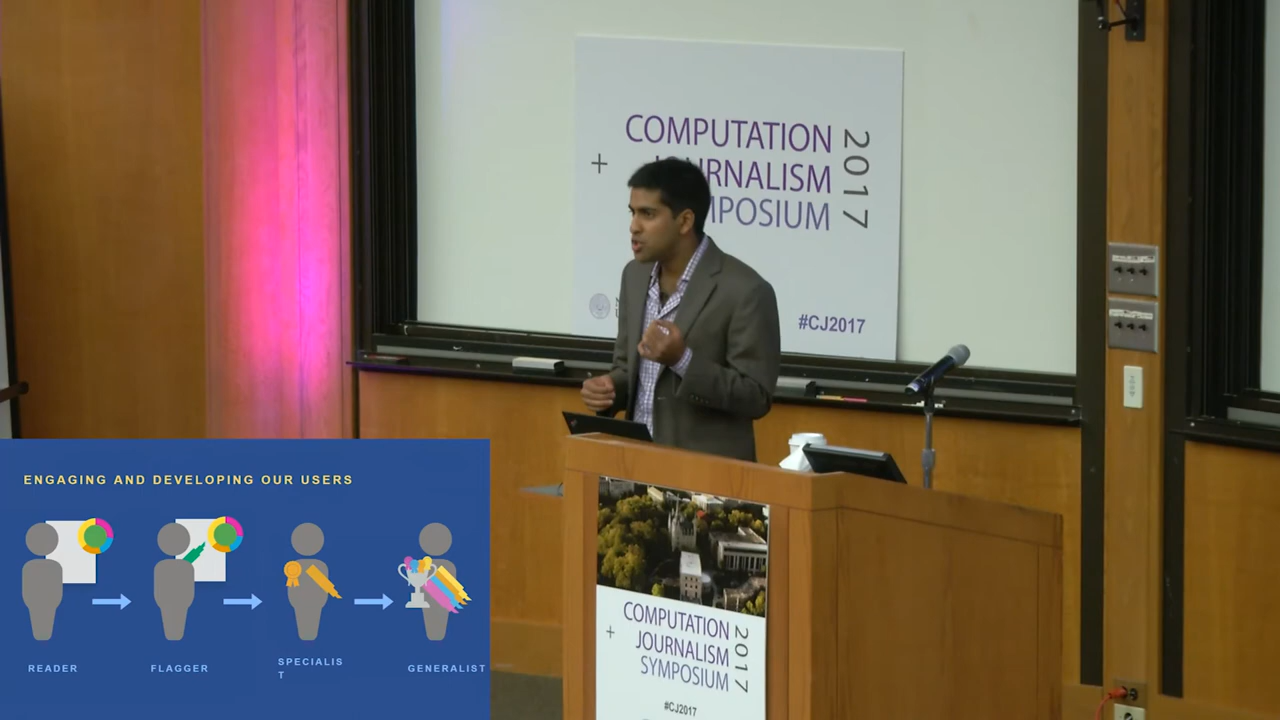 COMPUTATION
+ JOURNALISM
SYMPOSIUM
2017
#CJ2017
ENGAGING AND DEVELOPING OUR USERS
READER
FLAGGER
SPECIALIS
T
GENERALIST
COMPUTATION
+ JOURNALISM
SYMPOSIUM
2017
#CJ2017